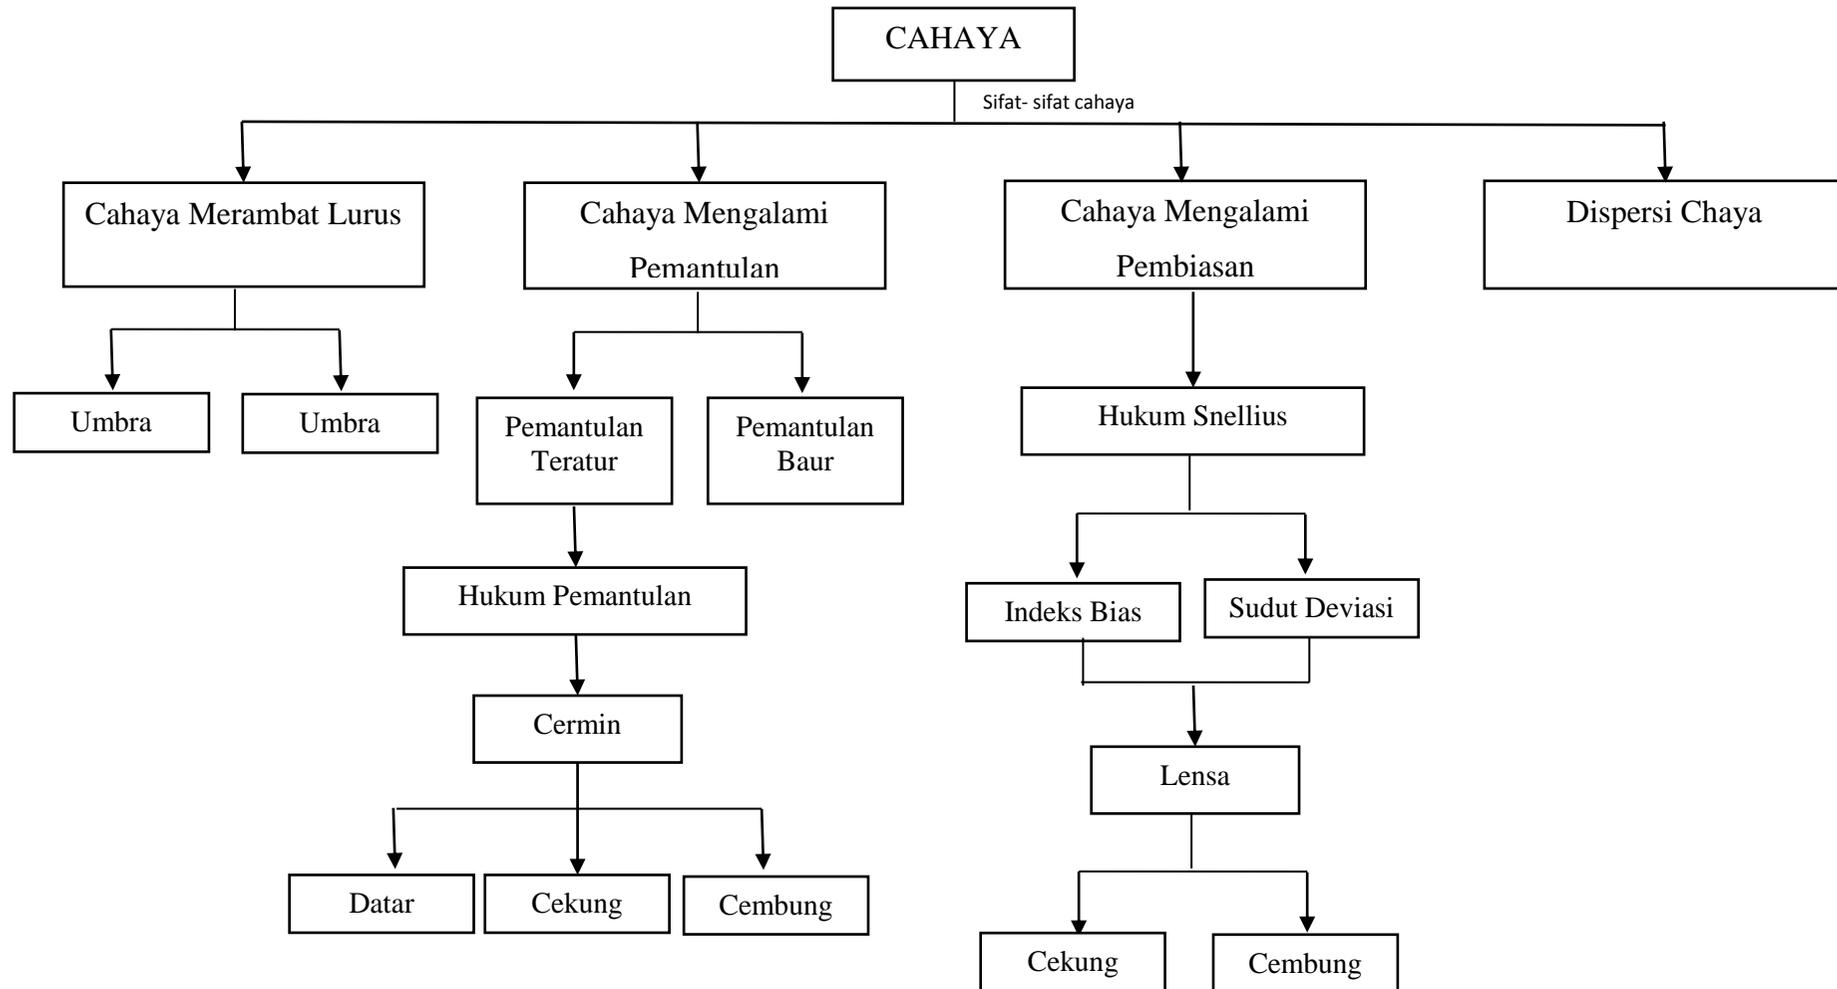 CAHAYA
Sifat- sifat cahaya
Cahaya Merambat Lurus
Cahaya Mengalami
Pemantulan
Cahaya Mengalami
Pembiasan
Dispersi Chaya
Umbra
Umbra
Pemantulan
Teratur
Pemantulan
Baur
Hukum Snellius
Hukum Pemantulan
Indeks Bias
Sudut Deviasi
Cermin
Lensa
Datar
Cekung
Cembung
Cekung
Cembung